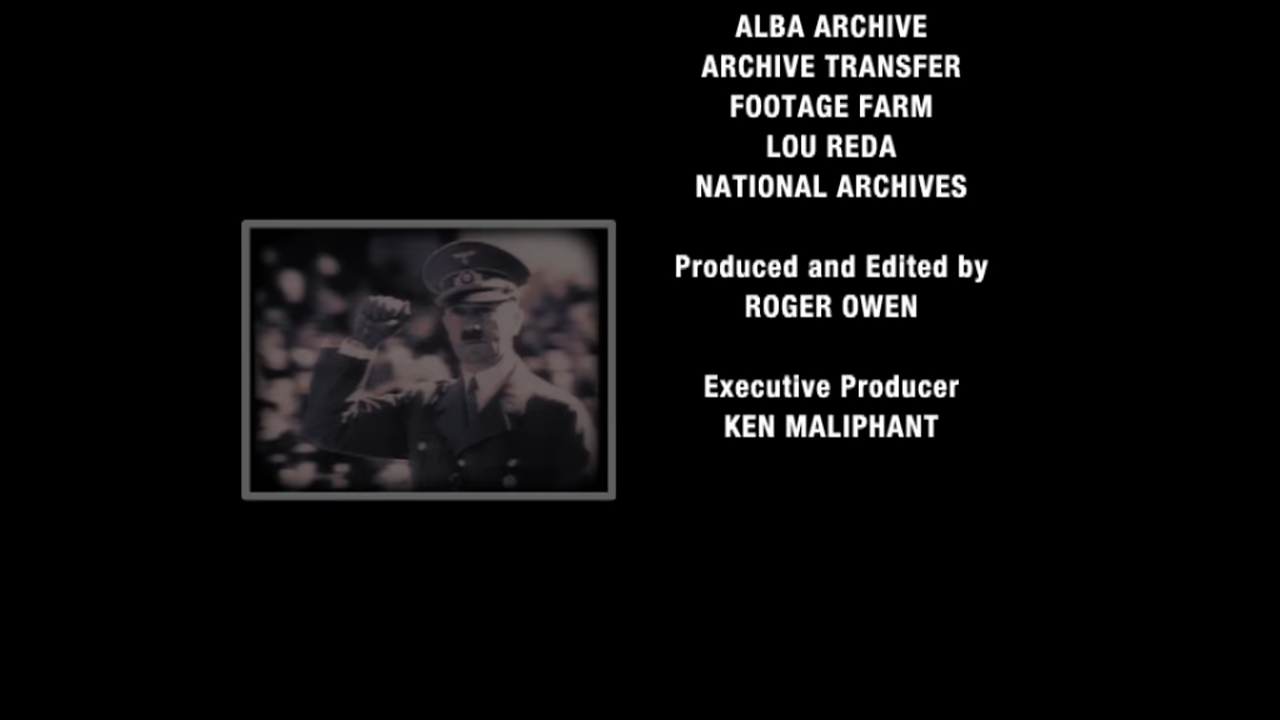 ALBA ARCHIVE
ARCHIVE TRANSFER
FOOTAGE FARM
LOU REDA
NATIONAL ARCHIVES
Produced and Edited by
ROGER OWEN
Executive Producer
KEN MALIPHANT